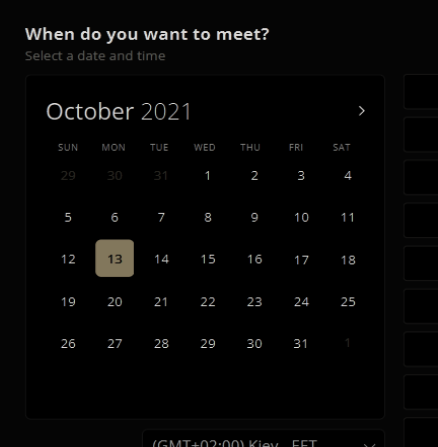 When do you want to meet?
Select a date and time
October 2021 >
SUN MON TUE WED THU FRI SAT
29 30 31 1 2 3 4
5 6 7 8 9 10 11
12 13 14 15 16 17 18
19 20 21 22 23 24 25
26 27 28 29 30 31 1
(GMT+02:00) Kiev - EET